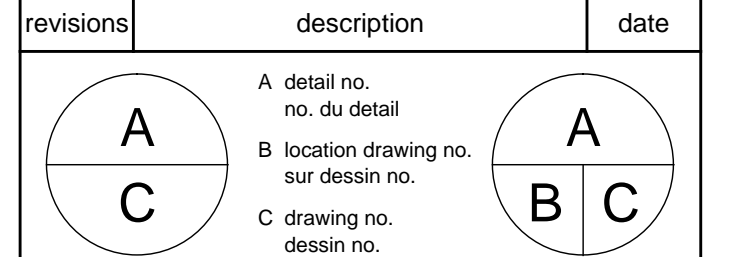 revisions description date
A
C
A detail no.
no. du detail
B location drawing no.
sur dessin no.
C drawing no.
dessin no.
A
B C